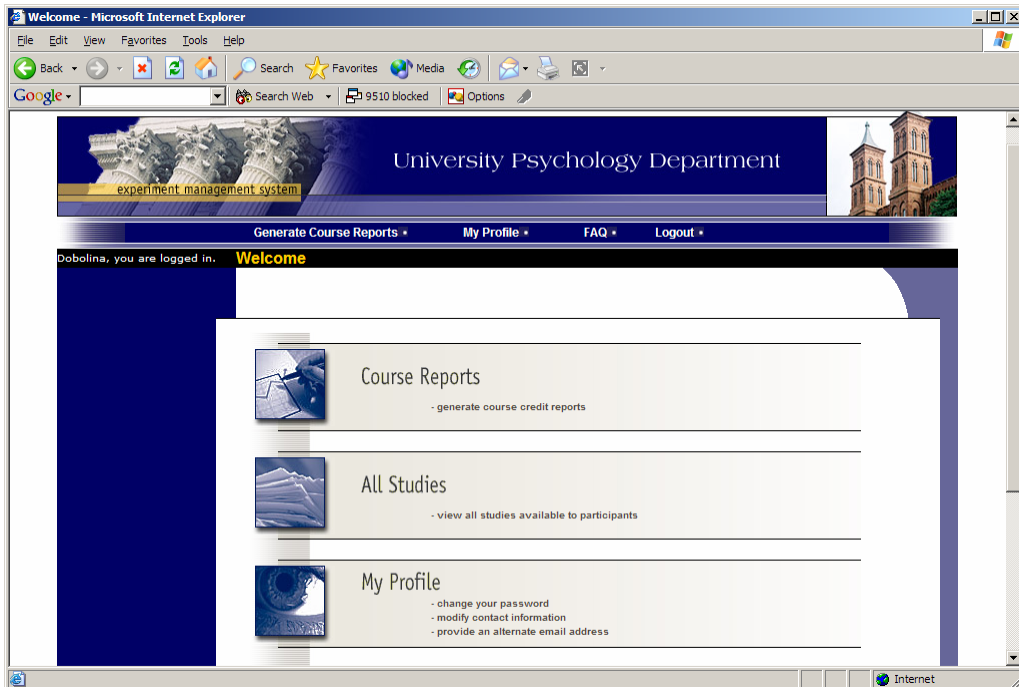 Welcome - Microsoft Internet Explorer
File Edit View Favorites Tools Help
Back Search Favorites Media
Google Search Web 9510 blocked Options
University Psychology Department
experiment management system
Generate Course Reports My Profile FAQ Logout
Dobolina, you are logged in. Welcome
Course Reports
- generate course credit reports
All Studies
- view all studies available to participants
My Profile
- change your password
- modify contact information
- provide an alternate email address
Internet